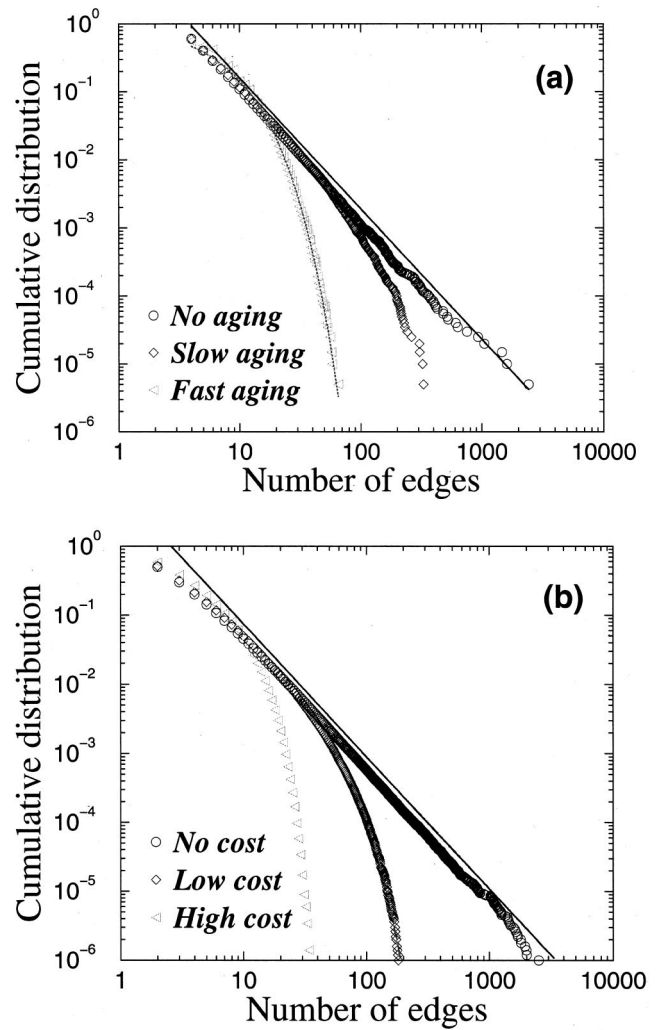 10^0
(a)
10^-1
10^-2
10^-3
10^-4
10^-5
10^-6
Cumulative distribution
○ No aging
◇ Slow aging
◁ Fast aging
1 10 100 1000 10000
Number of edges
10^0
(b)
10^-1
10^-2
10^-3
10^-4
10^-5
10^-6
Cumulative distribution
○ No cost
◇ Low cost
◁ High cost
1 10 100 1000 10000
Number of edges